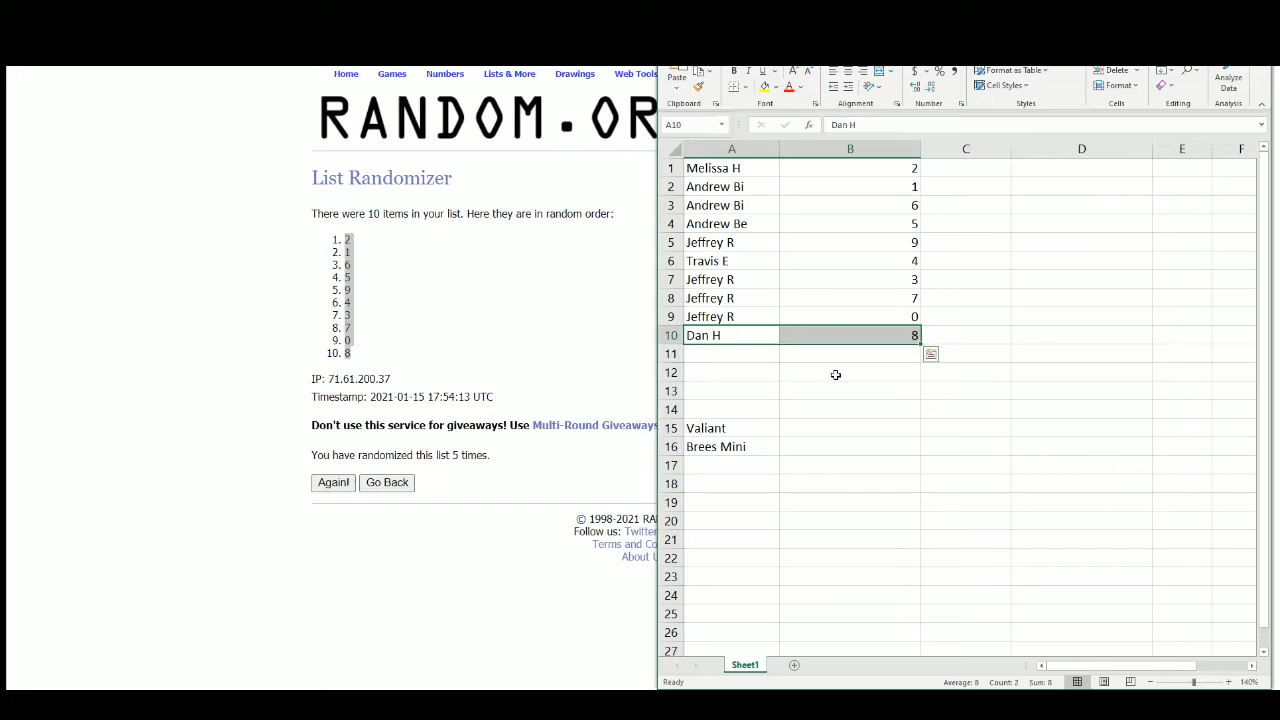 Home Games Numbers Lists & More Drawings Web Tools
RANDOM.OR
List Randomizer
There were 10 items in your list. Here they are in random order:
1. 2
2. 1
3. 6
4. 5
5. 9
6. 4
7. 3
8. 7
9. 0
10. 8
IP: 71.61.200.37
Timestamp: 2021-01-15 17:54:13 UTC
Don't use this service for giveaways! Use Multi-Round Giveaways
You have randomized this list 5 times.
Again! Go Back
© 1998-2021 RA
Follow us: Twitter
Terms and Co
About U
Paste B I U A A $ % 9 Format as Table Delete Analyze
Cell Styles Format Data
Clipboard Font Alignment Number Styles Cells Editing Analysis
A10 fx Dan H
A B C D E F
1 Melissa H 2
2 Andrew Bi 1
3 Andrew Bi 6
4 Andrew Be 5
5 Jeffrey R 9
6 Travis E 4
7 Jeffrey R 3
8 Jeffrey R 7
9 Jeffrey R 0
10 Dan H 8
11
12
13
14
15 Valiant
16 Brees Mini
17
18
19
20
21
22
23
24
25
26
27
Sheet1
Ready Average: 8 Count: 2 Sum: 8 140%